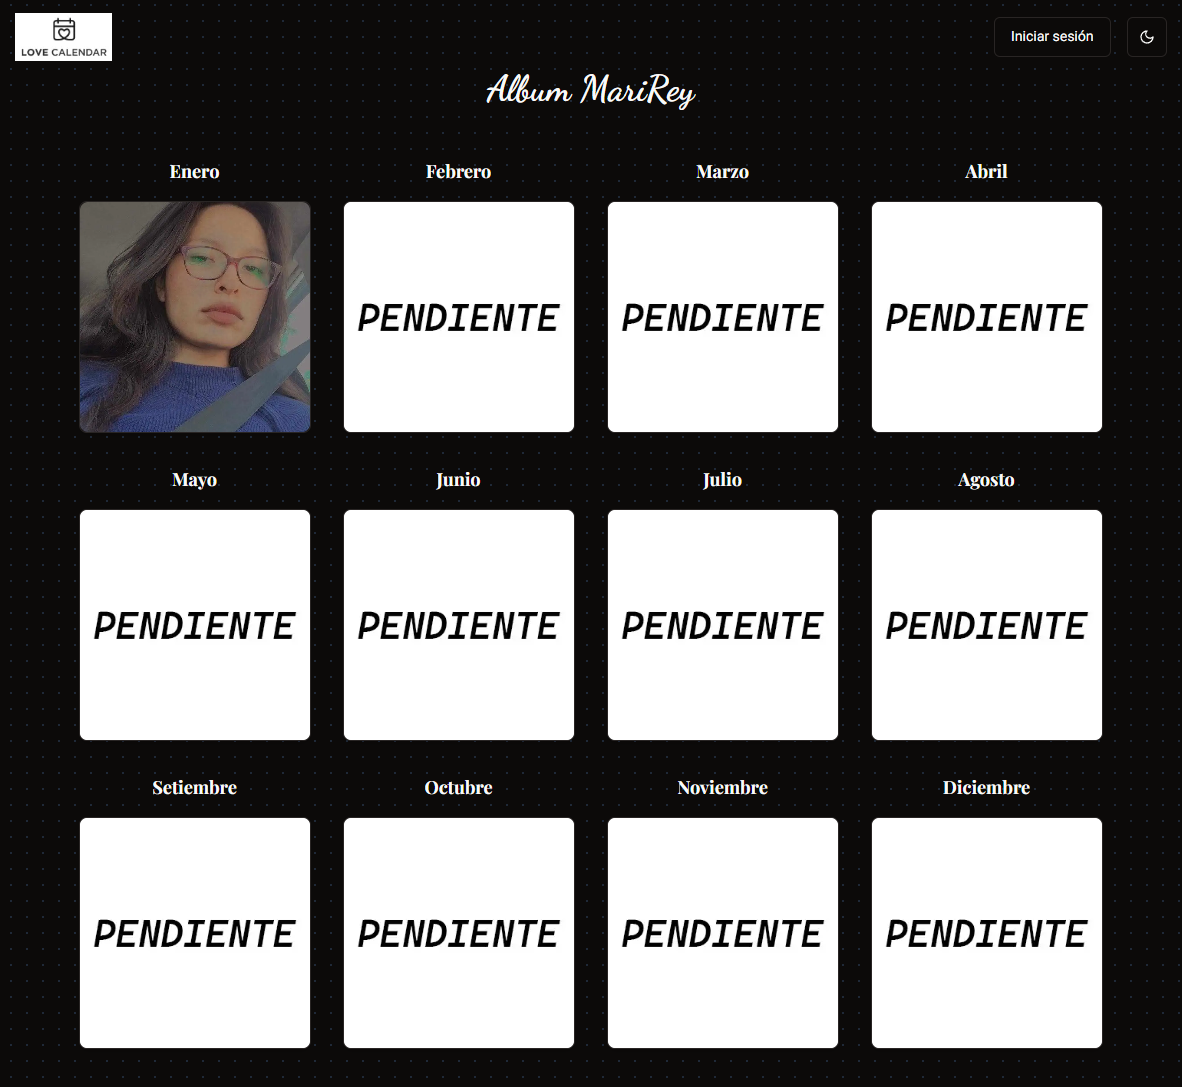 LOVE CALENDAR
Iniciar sesión
Album MariRey
Enero
Febrero
Marzo
Abril
PENDIENTE
PENDIENTE
PENDIENTE
Mayo
Junio
Julio
Agosto
PENDIENTE
PENDIENTE
PENDIENTE
PENDIENTE
Setiembre
Octubre
Noviembre
Diciembre
PENDIENTE
PENDIENTE
PENDIENTE
PENDIENTE